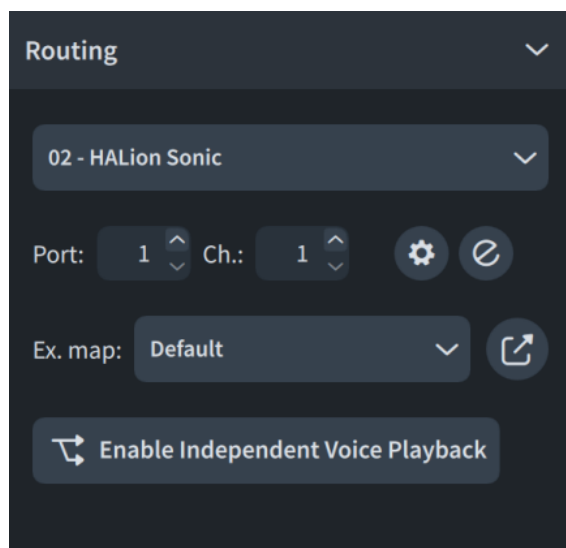 Routing
02 - HALion Sonic
Port: 1 Ch.: 1
Ex. map: Default
Enable Independent Voice Playback